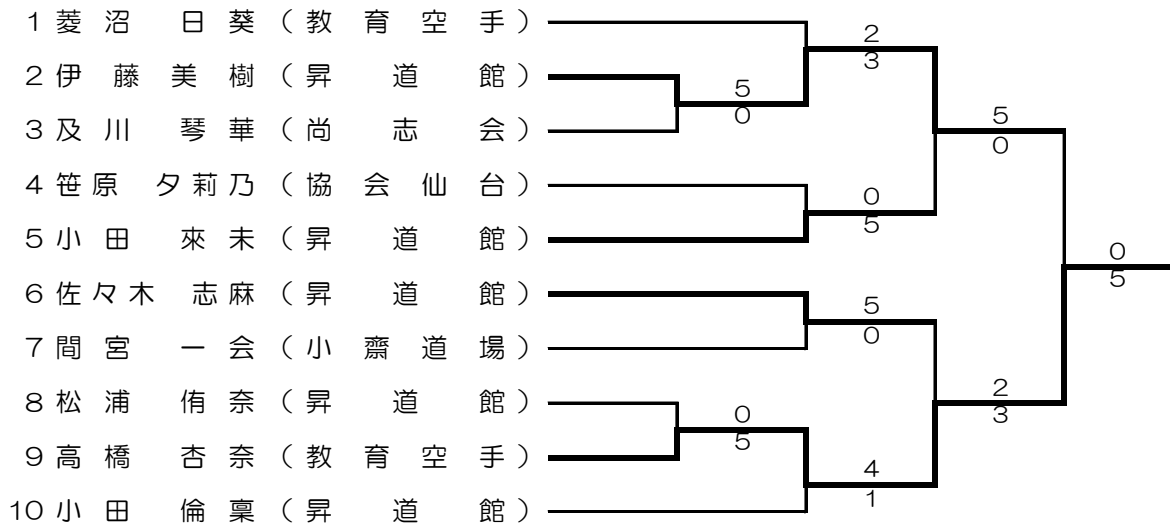 1 菱沼 日葵 (教育空手)
2 伊藤美樹 (昇道館)
3 及川 琴華 (尚志会)
4 笹原 夕莉乃 (協会仙台)
5 小田 來未 (昇道館)
6 佐々木 志麻 (昇道館)
7 間宮 一会 (小齋道場)
8 松浦 侑奈 (昇道館)
9 高橋 杏奈 (教育空手)
10 小田 倫稟 (昇道館)
2
3
5
0
5
0
0
5
0
5
5
0
2
3
0
5
4
1